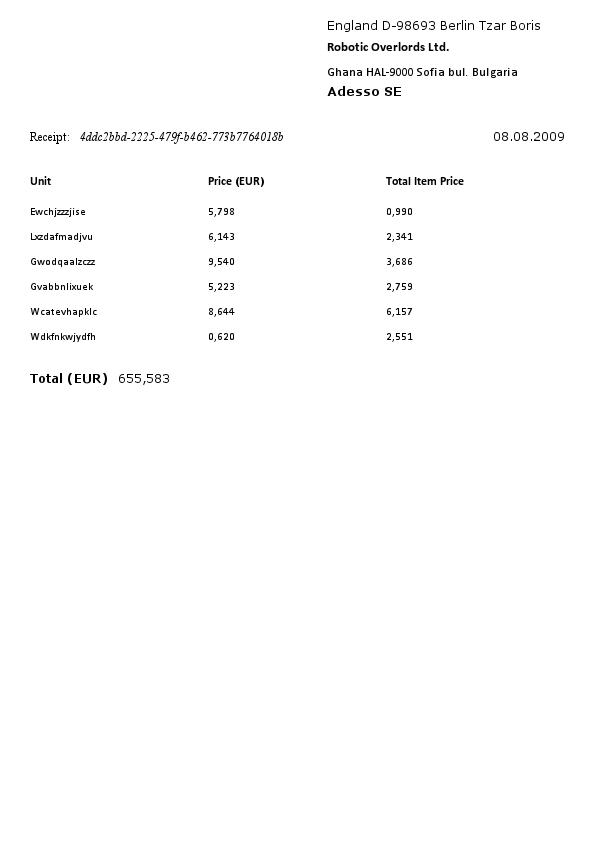 England D-98693 Berlin Tzar Boris
Robotic Overlords Ltd.
Ghana HAL-9000 Sofia bul. Bulgaria
Adesso SE
Receipt: 4ddc2bbd-2225-479f-b462-773b7764018b 08.08.2009
Unit Price (EUR) Total Item Price
Ewchjzzzjise 5,798 0,990
Lxzdafmadjvu 6,143 2,341
Gwodqaalzczz 9,540 3,686
Gvabbnlixuek 5,223 2,759
Wcatevhapklc 8,644 6,157
Wdkfnkwjydfh 0,620 2,551
Total (EUR) 655,583